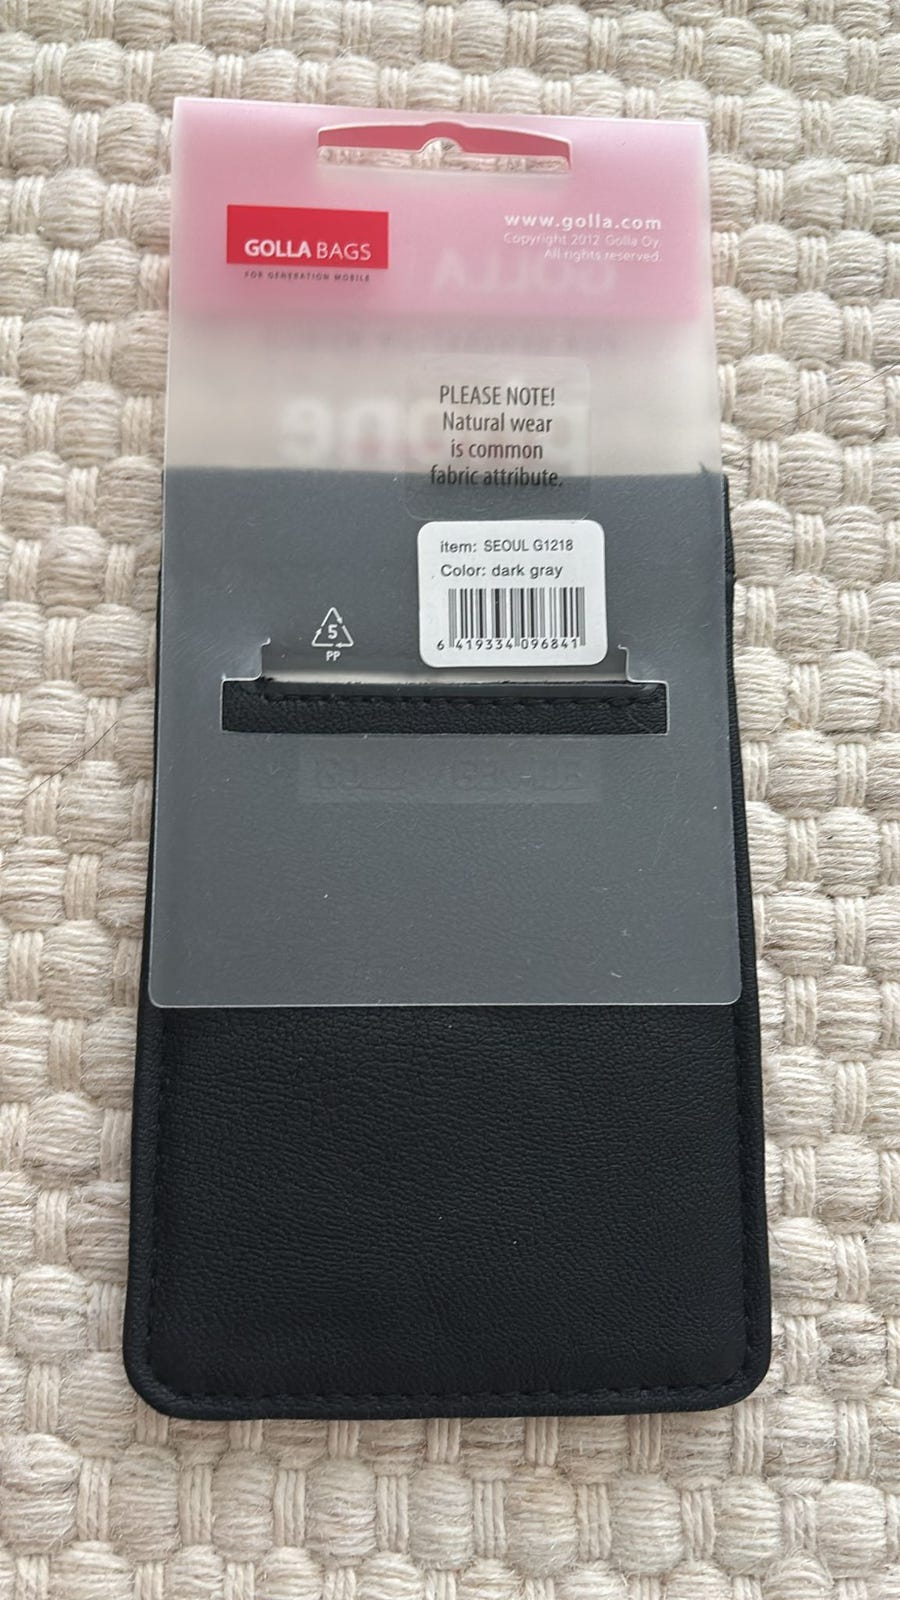 GOLLA BAGS
FOR GENERATION MOBILE
www.golla.com
Copyright 2012 Golla Oy.
All rights reserved.
PLEASE NOTE!
Natural wear
is common
fabric attribute.
item: SEOUL G1218
Color: dark gray
6 419334 096841
5
PP